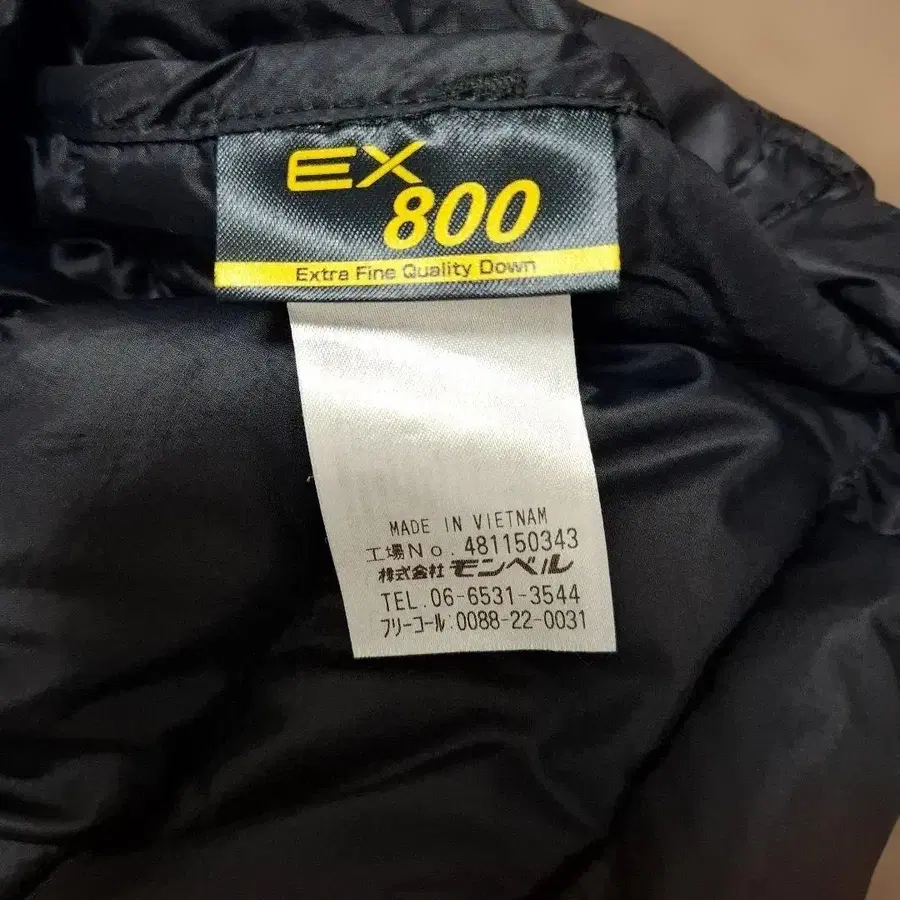 EX
800
Extra Fine Quality Down
MADE IN VIETNAM
工場No.481150343
株式会社 モンベル
TEL.06-6531-3544
フリーコール:0088-22-0031